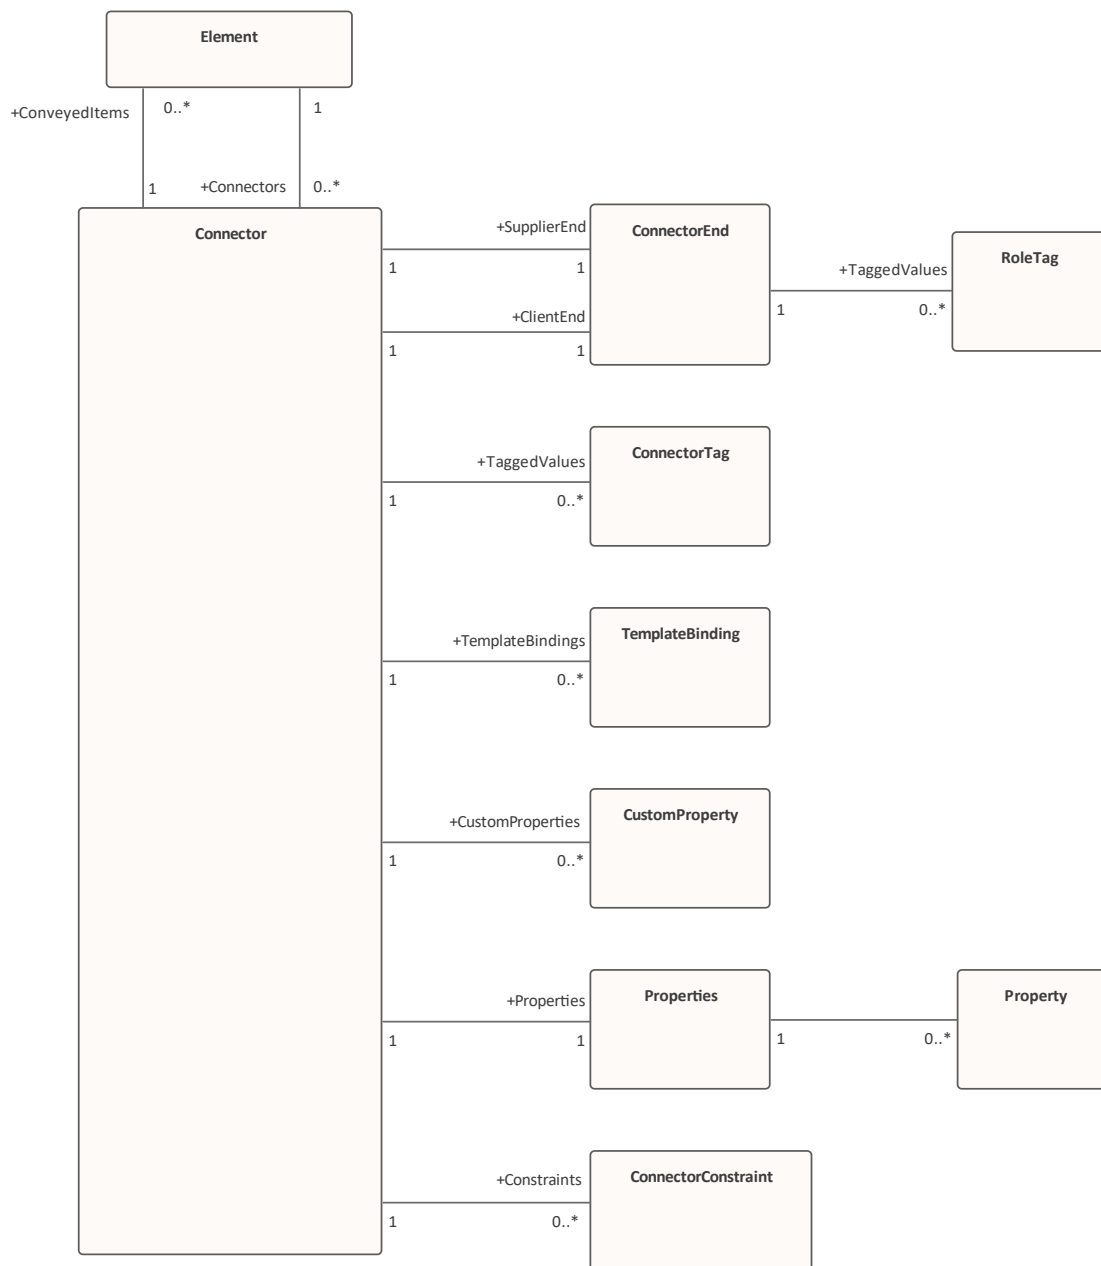 Element
+ConveyedItems
0..*
1
1
+Connectors
0..*
Connector
+SupplierEnd
1
1
ConnectorEnd
+TaggedValues
1
0..*
RoleTag
+ClientEnd
1
1
+TaggedValues
1
0..*
ConnectorTag
+TemplateBindings
1
0..*
TemplateBinding
+CustomProperties
1
0..*
CustomProperty
+Properties
1
1
Properties
1
0..*
Property
+Constraints
1
0..*
ConnectorConstraint